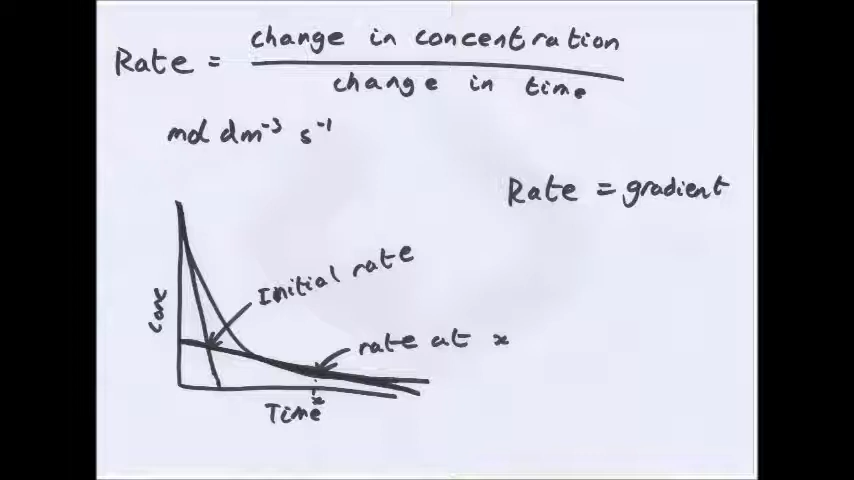 Rate = change in concentration
change in time
mol dm⁻³ s⁻¹
Rate = gradient
Initial rate
Conc
rate at x
x
Time